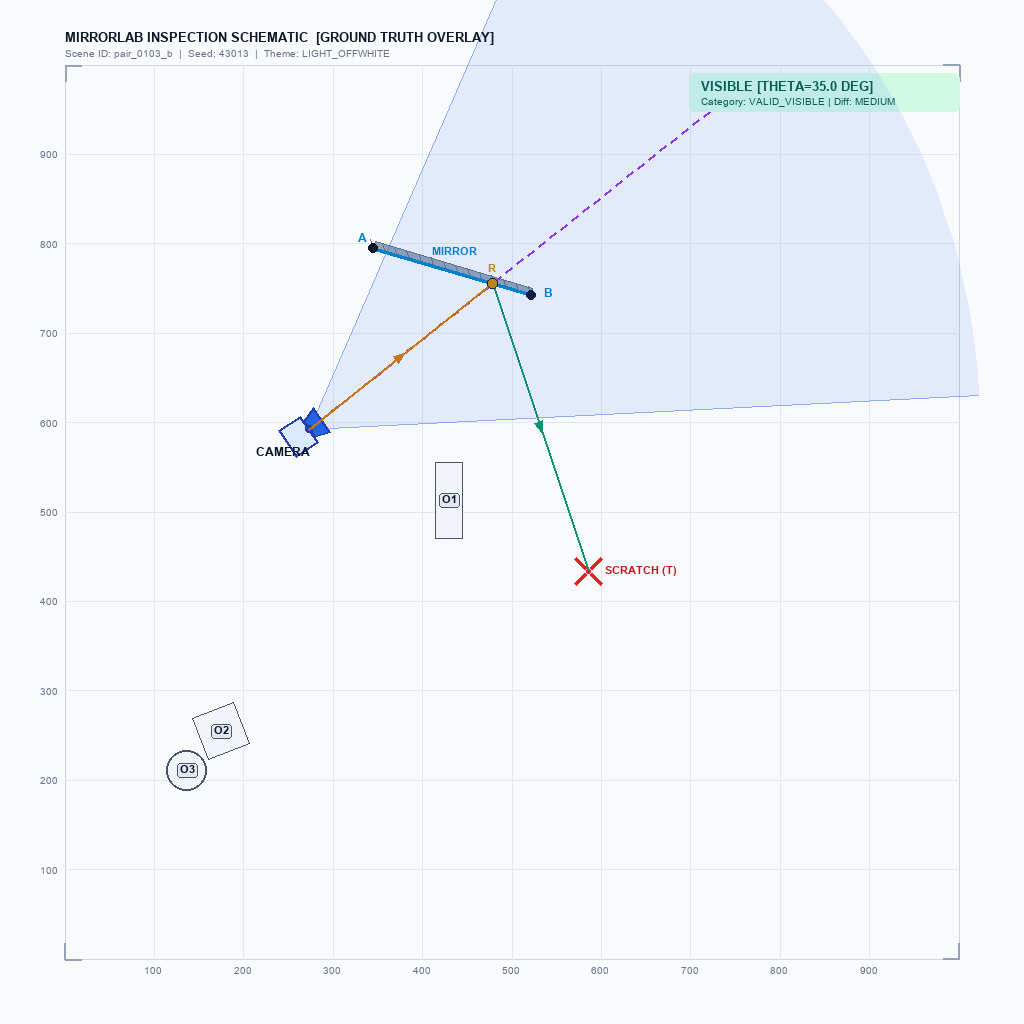 MIRRORLAB INSPECTION SCHEMATIC [GROUND TRUTH OVERLAY]
Scene ID: pair_0103_b | Seed: 43013 | Theme: LIGHT_OFFWHITE
VISIBLE [THETA=35.0 DEG]
Category: VALID_VISIBLE | Diff: MEDIUM
900
A
MIRROR
800
R
B
700
600
CAMERA
O1
500
SCRATCH (T)
400
300
O2
O3
200
100
100 200 300 400 500 600 700 800 900